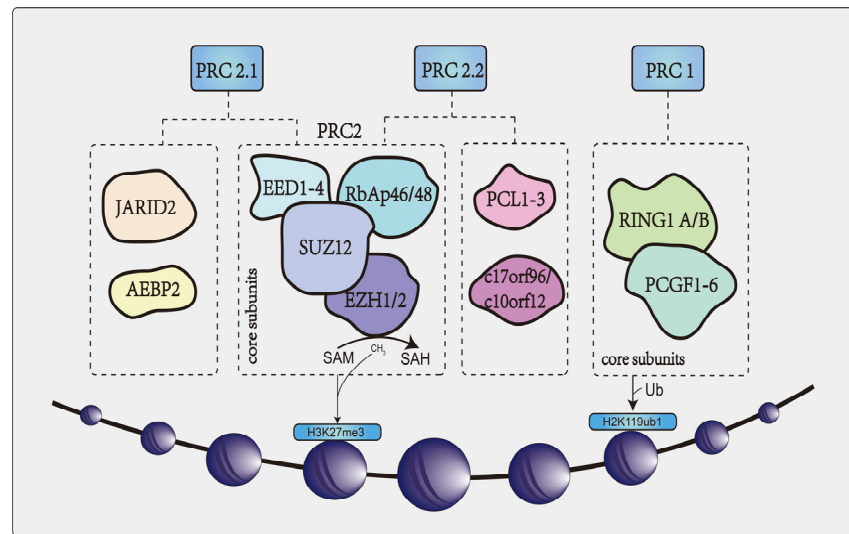 PRC 2.1
PRC 2.2
PRC 1
PRC2
JARID2
AEBP2
EED1-4
RbAp46/48
SUZ12
EZH1/2
core subunits
SAM
CH3
SAH
PCL1-3
c17orf96/
c10orf12
RING1 A/B
PCGF1-6
core subunits
Ub
H3K27me3
H2K119ub1